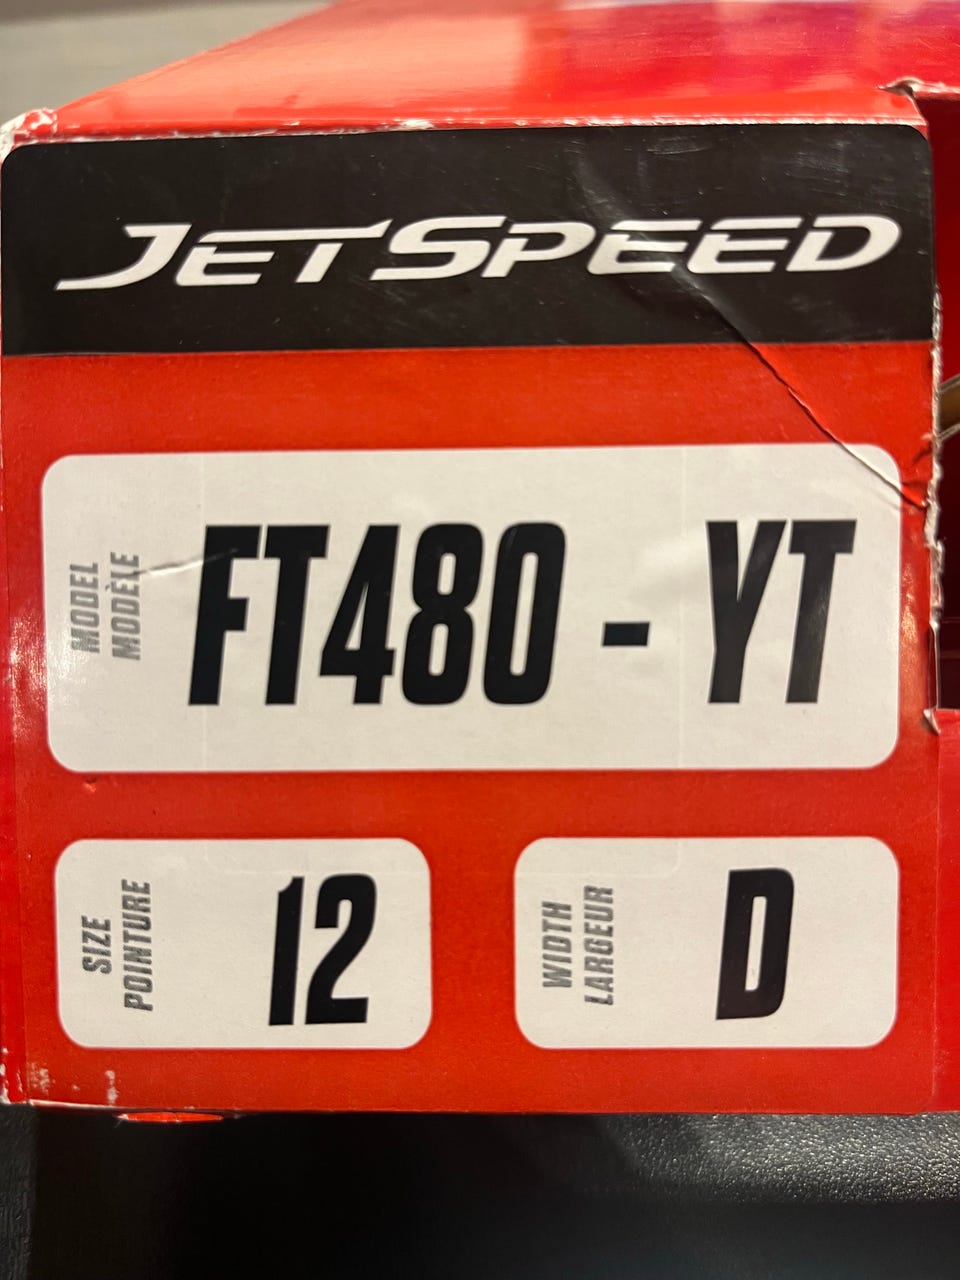 JETSPEED
MODEL
MODÈLE
FT480 - YT
SIZE
POINTURE
12
WIDTH
LARGEUR
D